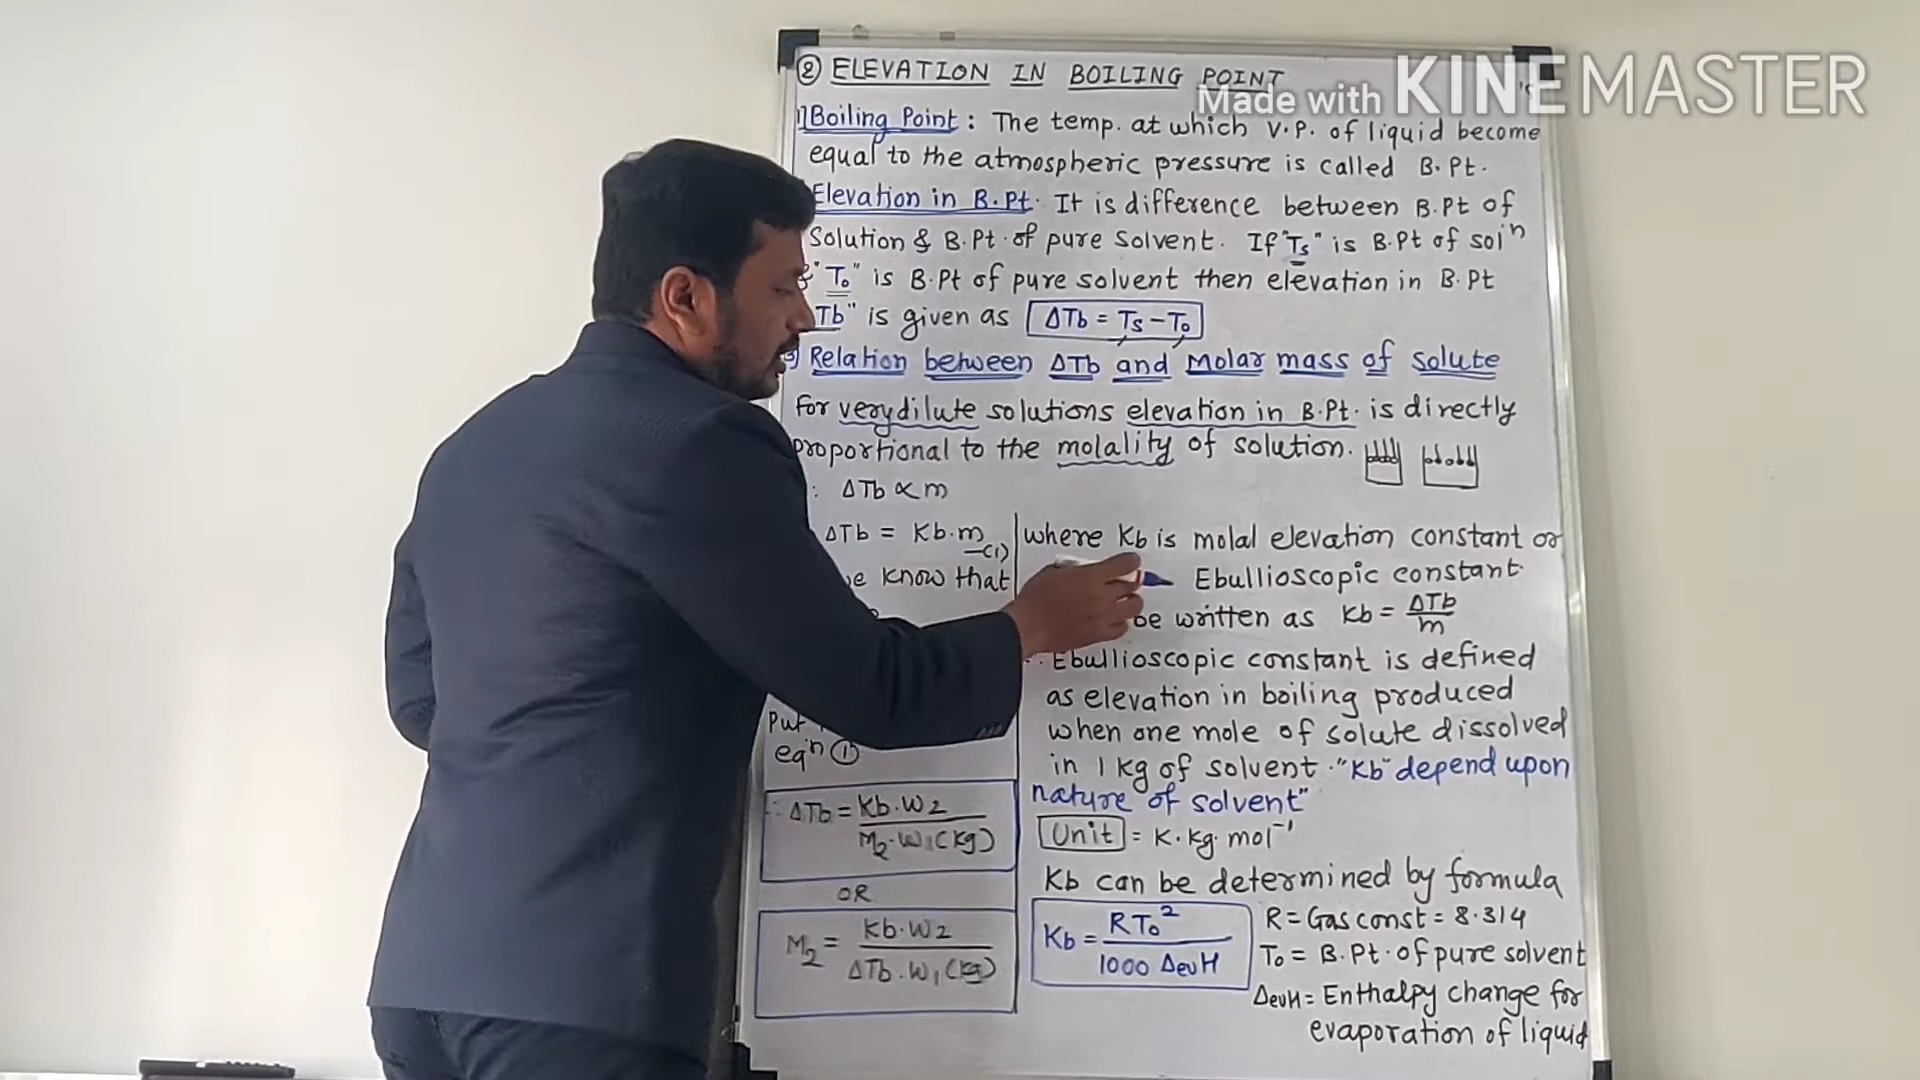 ② ELEVATION IN BOILING POINT
Made with KINEMASTER
1) Boiling Point : The temp. at which V.P. of liquid become
equal to the atmospheric pressure is called B.Pt.
Elevation in B.Pt. It is difference between B.Pt of
Solution & B.Pt. of pure Solvent. If "Ts" is B.Pt of solⁿ
& "T₀" is B.Pt of pure solvent then elevation in B.Pt
Tb" is given as ΔTb = Ts - T₀
3) Relation between ΔTb and Molar mass of solute
For very dilute solutions elevation in B.Pt. is directly
proportional to the molality of solution.
: ΔTb ∝ m
ΔTb = Kb.m —(1)
we know that
Put
eqⁿ ①
∴ ΔTb = Kb.W₂ / M₂.W₁(Kg)
OR
M₂ = Kb.W₂ / ΔTb.W₁(kg)
where Kb is molal elevation constant or
Ebullioscopic constant.
be written as Kb = ΔTb / m
∴ Ebullioscopic constant is defined
as elevation in boiling produced
when one mole of solute dissolved
in 1 kg of solvent. "Kb" depend upon
nature of solvent"
Unit = K.kg.mol⁻¹
Kb can be determined by formula
Kb = RT₀² / 1000 ΔevH
R = Gas const = 8.314
T₀ = B.Pt. of pure solvent
ΔevH = Enthalpy change for
evaporation of liquid